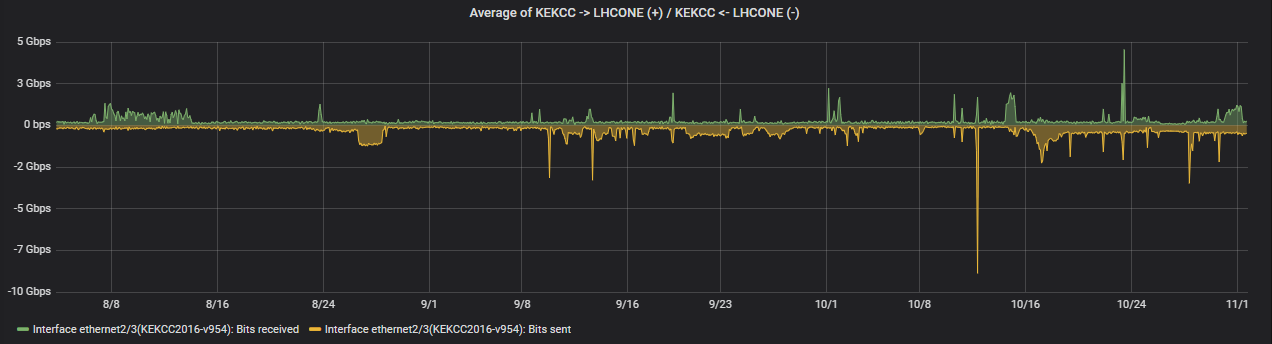 Average of KEKCC -> LHCONE (+) / KEKCC <- LHCONE (-)
5 Gbps
3 Gbps
0 bps
-2 Gbps
-5 Gbps
-7 Gbps
-10 Gbps
8/8 8/16 8/24 9/1 9/8 9/16 9/23 10/1 10/8 10/16 10/24 11/1
Interface ethernet2/3(KEKCC2016-v954): Bits received Interface ethernet2/3(KEKCC2016-v954): Bits sent